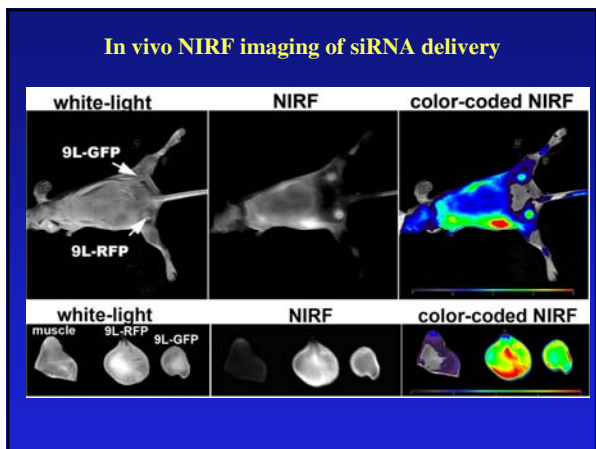 In vivo NIRF imaging of siRNA delivery
white-light NIRF color-coded NIRF
9L-GFP
9L-RFP
white-light NIRF color-coded NIRF
muscle 9L-RFP 9L-GFP